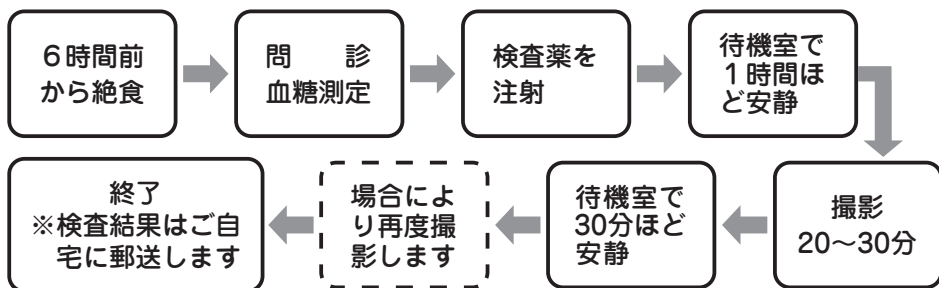 ６時間前
から絶食
問　　診
血糖測定
検査薬を
注射
待機室で
１時間ほ
ど安静
撮影
20～30分
待機室で
30分ほど
安静
場合によ
り再度撮
影します
終了
※検査結果はご自
宅に郵送します